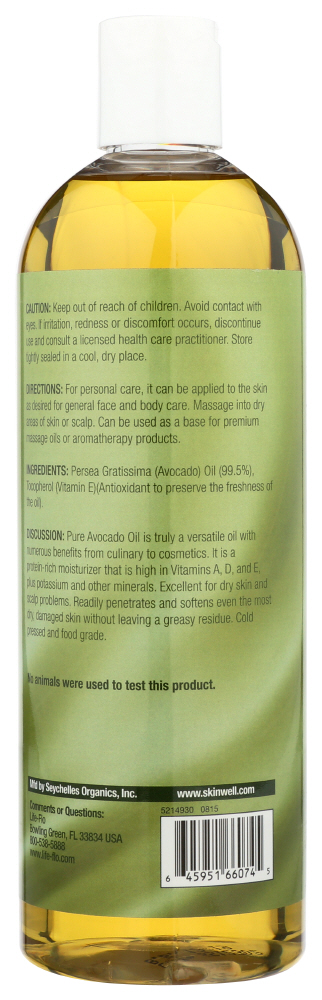 CAUTION: Keep out of reach of children. Avoid contact with
eyes. If irritation, redness or discomfort occurs, discontinue
use and consult a licensed health care practitioner. Store
tightly sealed in a cool, dry place.
DIRECTIONS: For personal care, it can be applied to the skin
as desired for general face and body care. Massage into dry
areas of skin or scalp. Can be used as a base for premium
massage oils or aromatherapy products.
INGREDIENTS: Persea Gratissima (Avocado) Oil (99.5%),
Tocopherol (Vitamin E)(Antioxidant to preserve the freshness of
the oil).
DISCUSSION: Pure Avocado Oil is truly a versatile oil with
numerous benefits from culinary to cosmetics. It is a
protein-rich moisturizer that is high in Vitamins A, D, and E,
plus potassium and other minerals. Excellent for dry skin and
scalp problems. Readily penetrates and softens even the most
dry, damaged skin without leaving a greasy residue. Cold
pressed and food grade.
No animals were used to test this product.
Mfd by Seychelles Organics, Inc. www.skinwell.com
Comments or Questions:
Life-Flo
Bowling Green, FL 33834 USA
800-538-5888
www.life-flo.com
5214930 0815
6 45951 66074 5